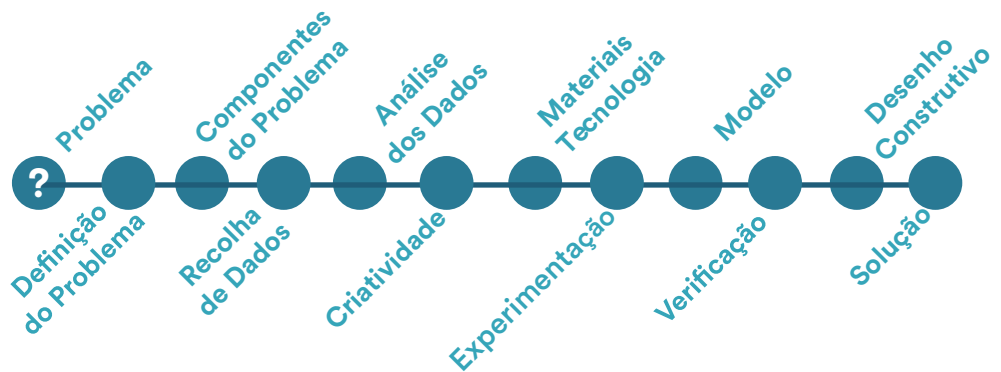 ?
Problema
Definição
do Problema
Componentes
do Problema
Recolha
de Dados
Análise
dos Dados
Criatividade
Materiais
Tecnologia
Experimentação
Modelo
Verificação
Desenho
Construtivo
Solução